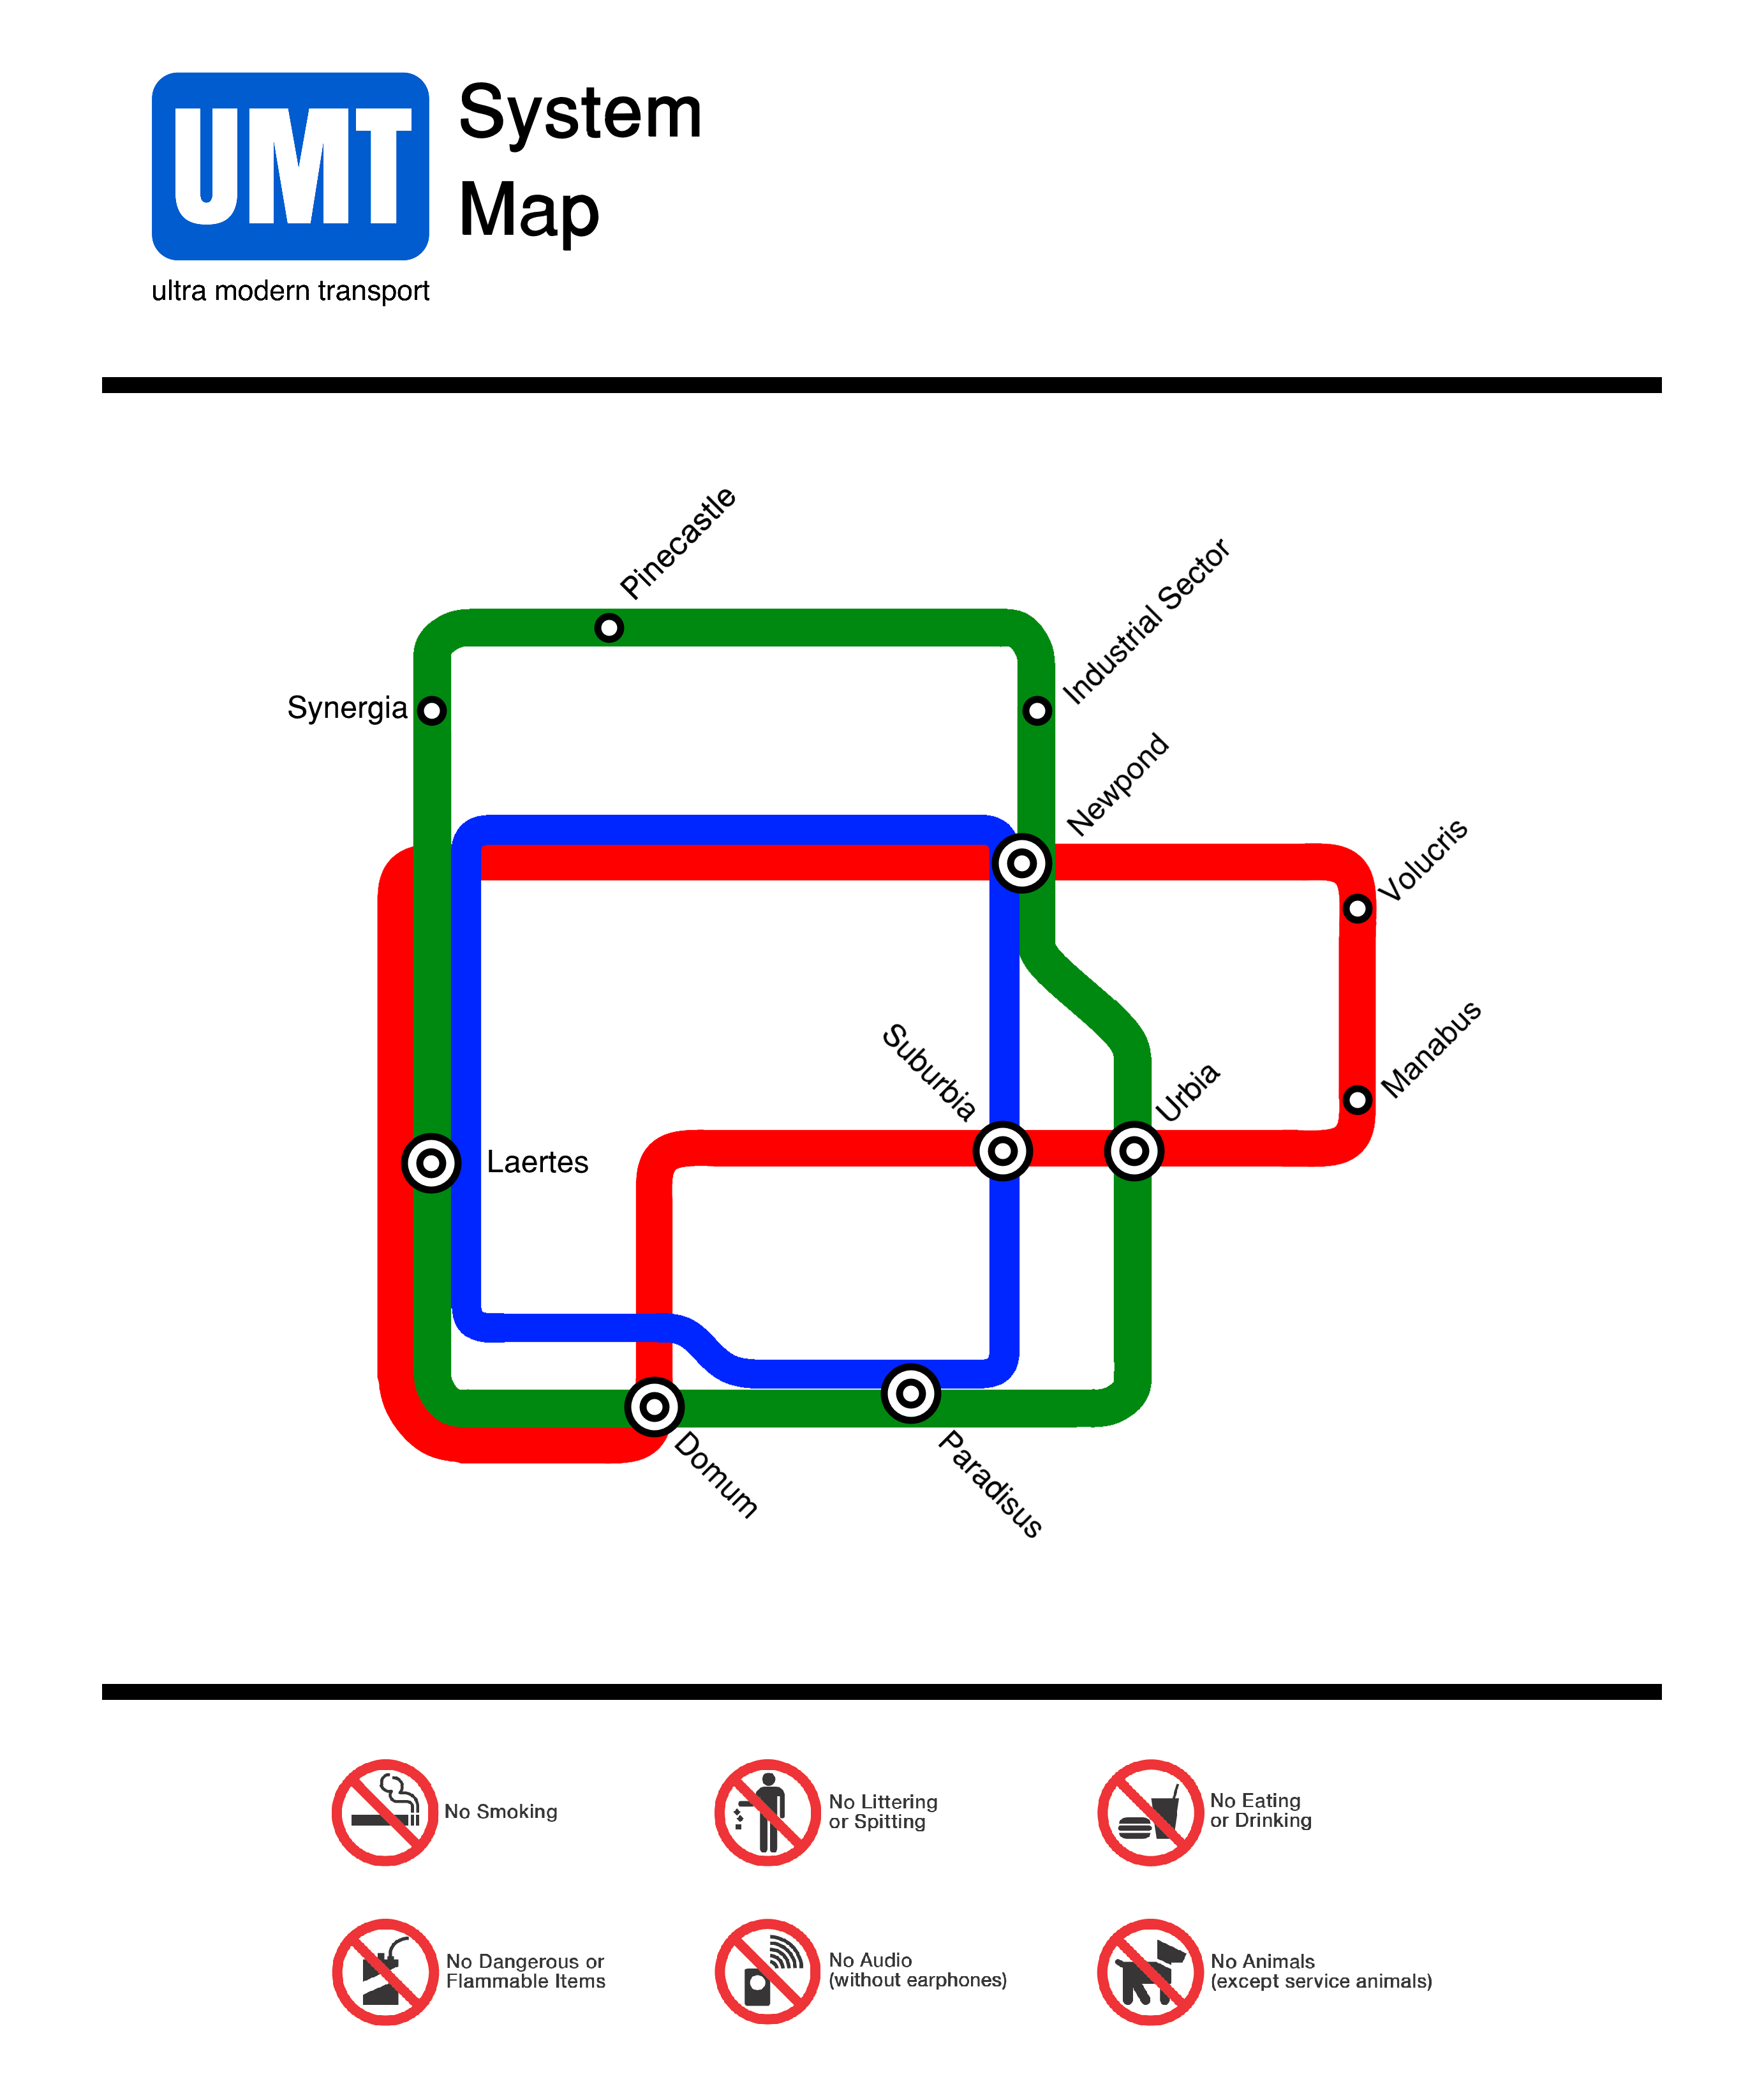 UMT
System
Map
ultra modern transport
Pinecastle
Industrial Sector
Synergia
Newpond
Volucris
Manabus
Suburbia
Urbia
Laertes
Domum
Paradisus
No Smoking
No Littering
or Spitting
No Eating
or Drinking
No Dangerous or
Flammable Items
No Audio
(without earphones)
No Animals
(except service animals)